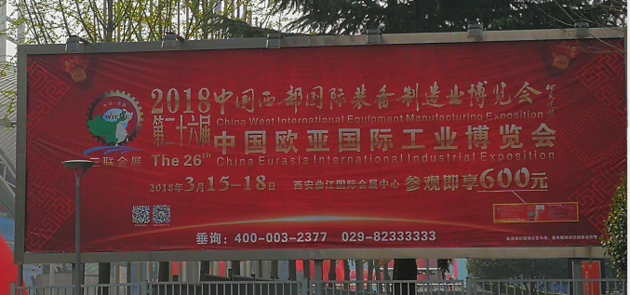 2018中国西部国际装备制造业博览会
China West International Equipment Manufacturing Exposition
第二十六届
中国欧亚国际工业博览会
The 26th China Eurasia International Industrial Exposition
三联会展
2018年3月15-18日 西安曲江国际会展中心 参观即享600元
垂询：400-003-2377 029-82333333